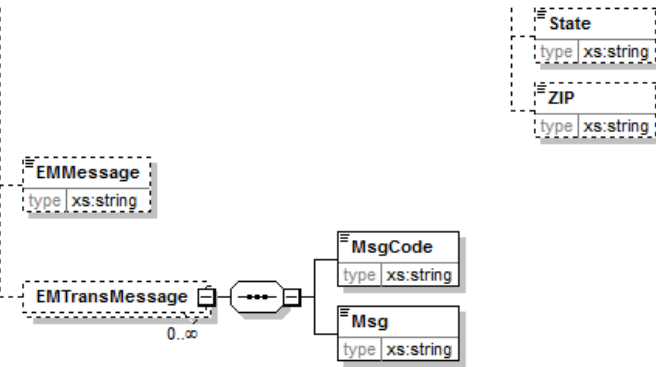 State
type xs:string
ZIP
type xs:string
EMMessage
type xs:string
MsgCode
type xs:string
EMTransMessage
0..∞
Msg
type xs:string